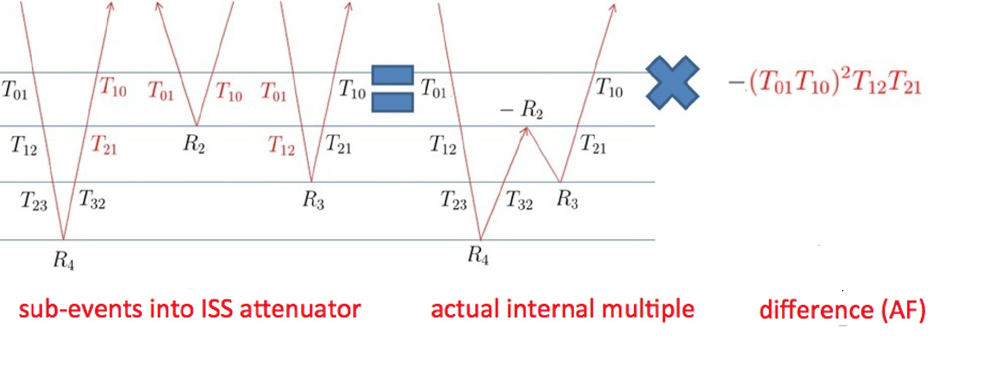 − R₂
T₀₁ T₁₀ T₀₁ T₁₀ T₀₁ T₁₀ T₀₁ T₁₀ −(T₀₁T₁₀)²T₁₂T₂₁
T₁₂ T₂₁ R₂ T₁₂ T₂₁ T₁₂ T₂₁
T₂₃ T₃₂ R₃ T₂₃ T₃₂ R₃
R₄ R₄
sub-events into ISS attenuator actual internal multiple difference (AF)